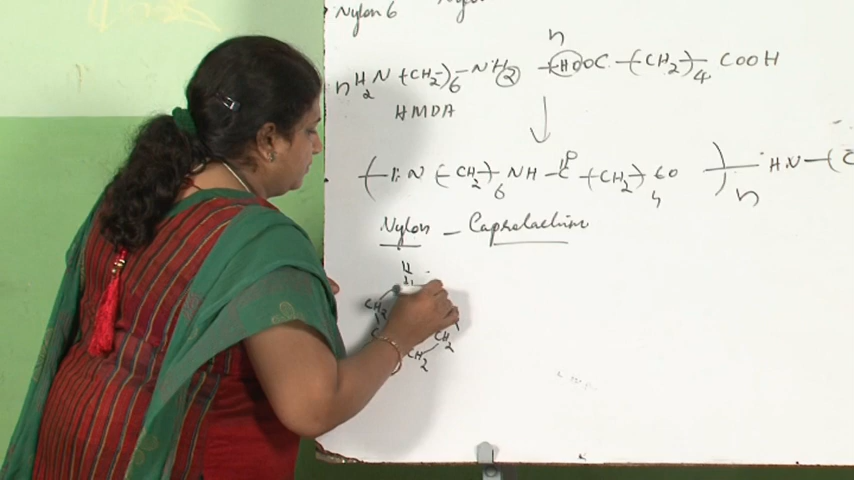 Nylon 6 Nylon
n
n H2N -(CH2)6- NH2 HOOC -(CH2)4- COOH
HMDA
HN (CH2)6 NH - C -(CH2)4 CO )n HN -(C
O
Nylon - Caprolactum
H
N
CH2
C
CH2
CH2